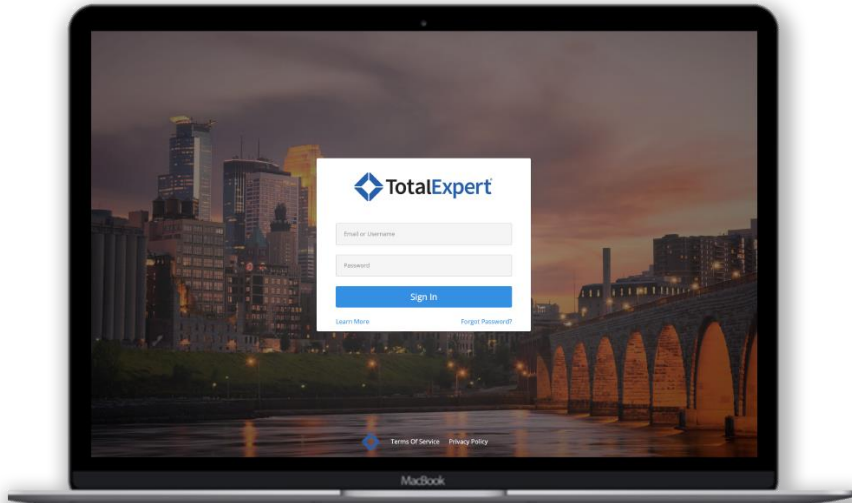 TotalExpert
Email or Username
Password
Sign In
Learn More Forgot Password?
Terms Of Service Privacy Policy
MacBook